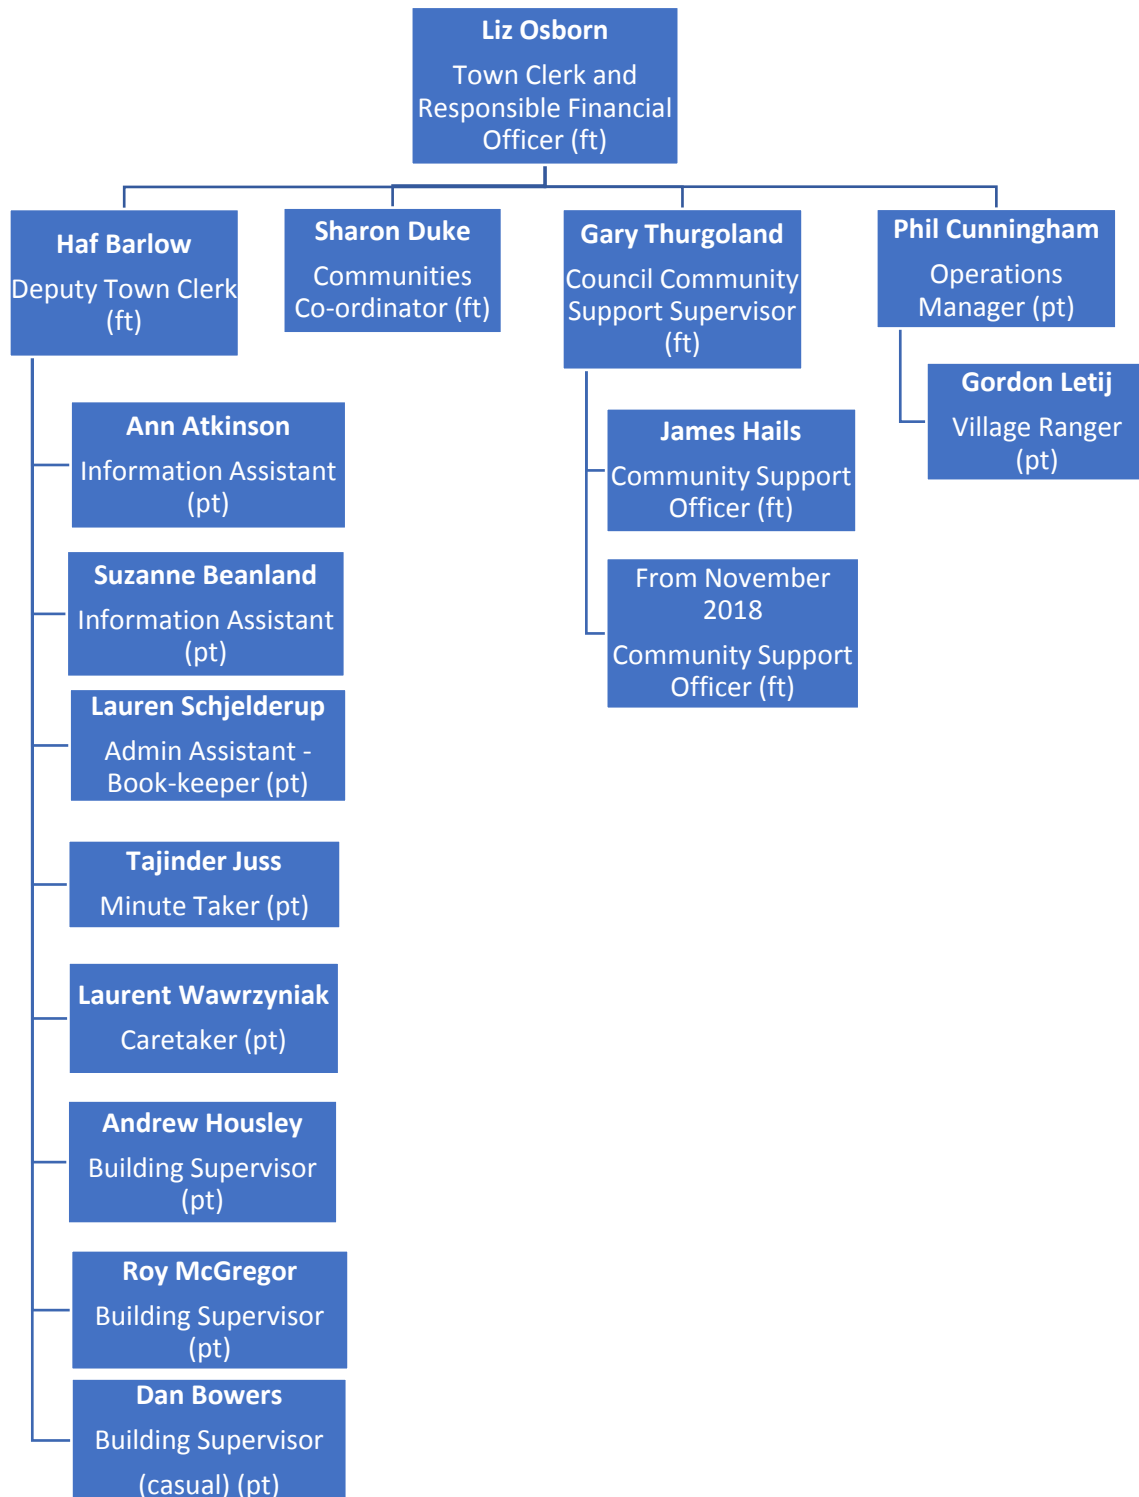 Liz Osborn
Town Clerk and
Responsible Financial
Officer (ft)
Haf Barlow
Deputy Town Clerk
(ft)
Sharon Duke
Communities
Co-ordinator (ft)
Gary Thurgoland
Council Community
Support Supervisor
(ft)
Phil Cunningham
Operations
Manager (pt)
Ann Atkinson
Information Assistant
(pt)
Suzanne Beanland
Information Assistant
(pt)
Lauren Schjelderup
Admin Assistant -
Book-keeper (pt)
Tajinder Juss
Minute Taker (pt)
Laurent Wawrzyniak
Caretaker (pt)
Andrew Housley
Building Supervisor
(pt)
Roy McGregor
Building Supervisor
(pt)
Dan Bowers
Building Supervisor
(casual) (pt)
James Hails
Community Support
Officer (ft)
From November
2018
Community Support
Officer (ft)
Gordon Letij
Village Ranger
(pt)